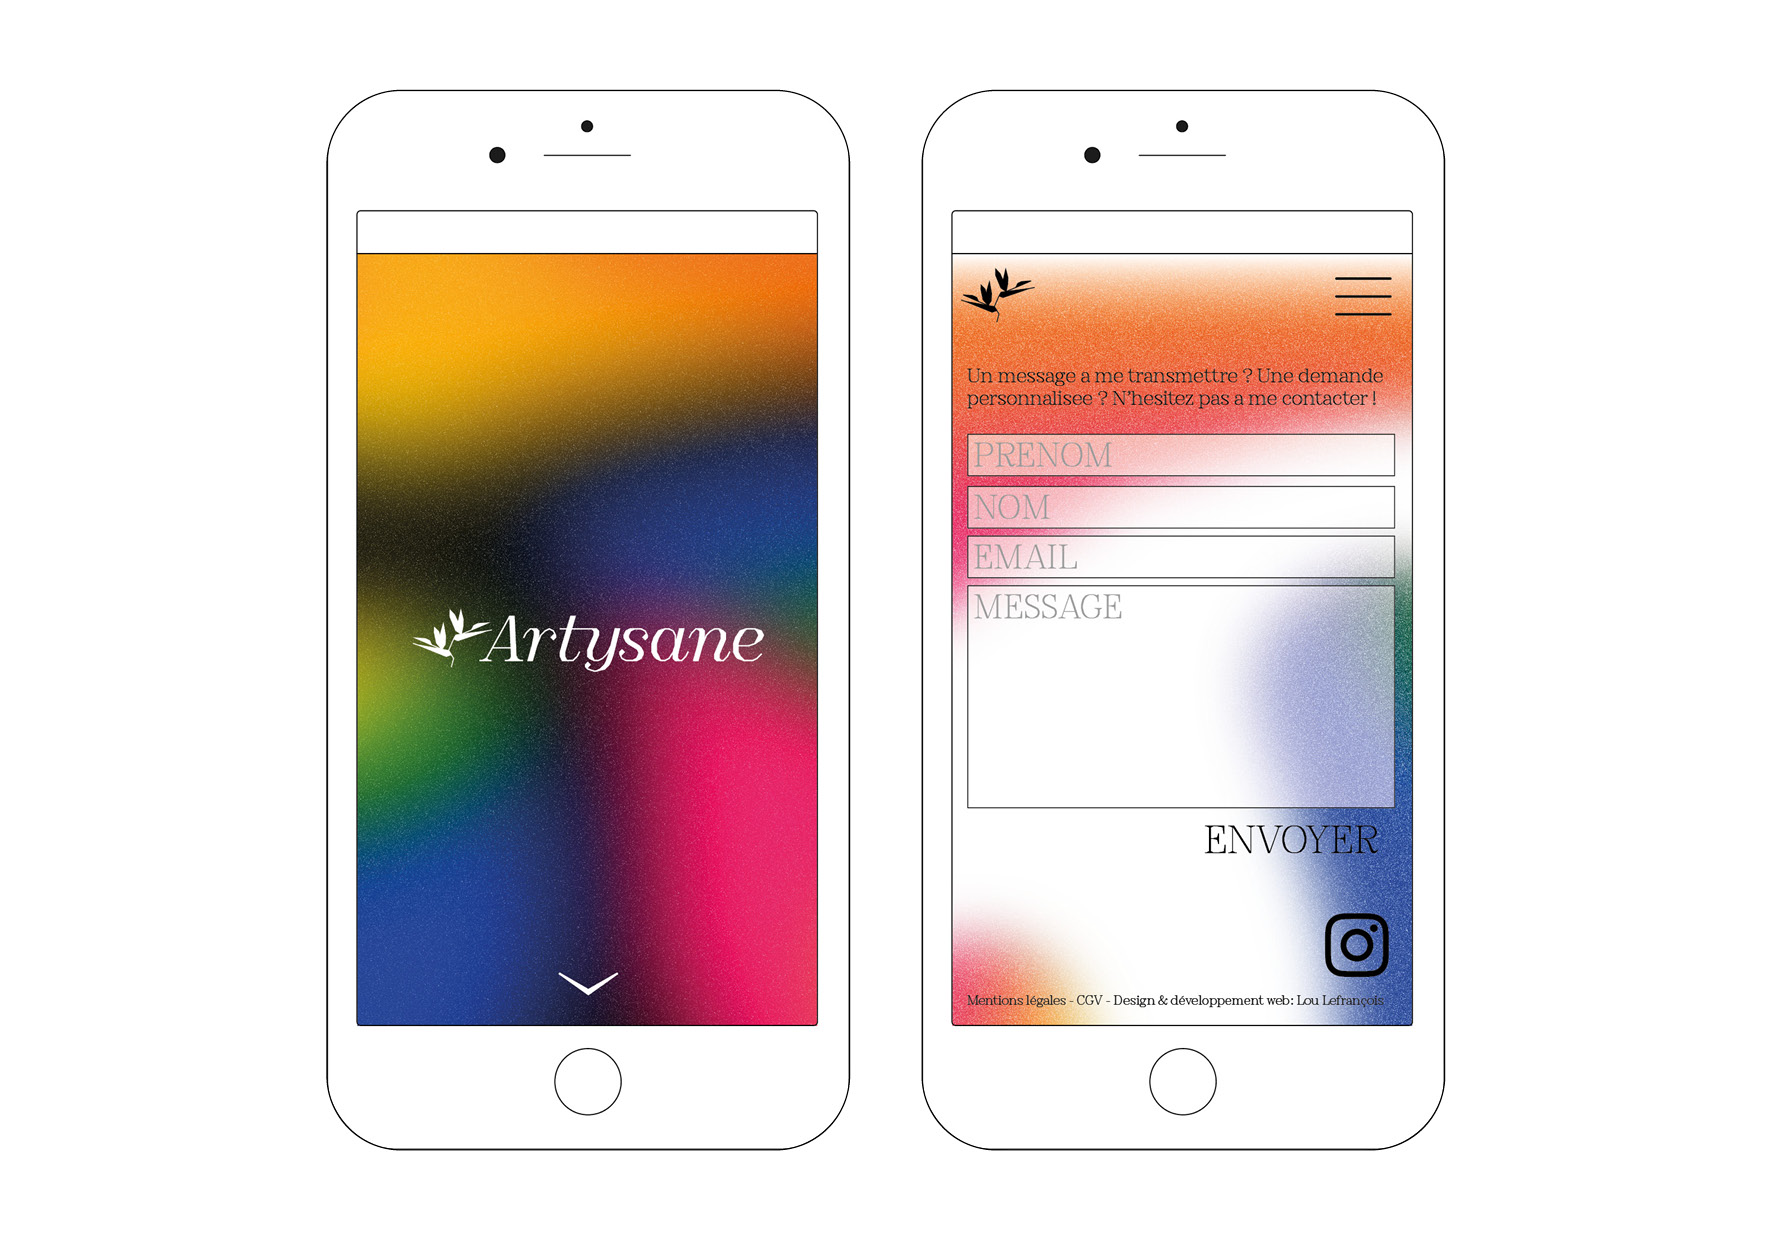 Artysane
Un message a me transmettre ? Une demande
personnalisee ? N'hesitez pas a me contacter !
PRENOM
NOM
EMAIL
MESSAGE
ENVOYER
Mentions légales - CGV - Design & développement web: Lou Lefrançois